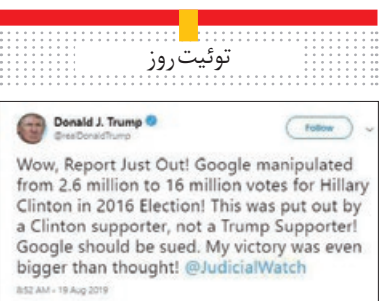 توئیت روز
Donald J. Trump
@realDonaldTrump
Follow
Wow, Report Just Out! Google manipulated
from 2.6 million to 16 million votes for Hillary
Clinton in 2016 Election! This was put out by
a Clinton supporter, not a Trump Supporter!
Google should be sued. My victory was even
bigger than thought! @JudicialWatch
8:52 AM - 19 Aug 2019